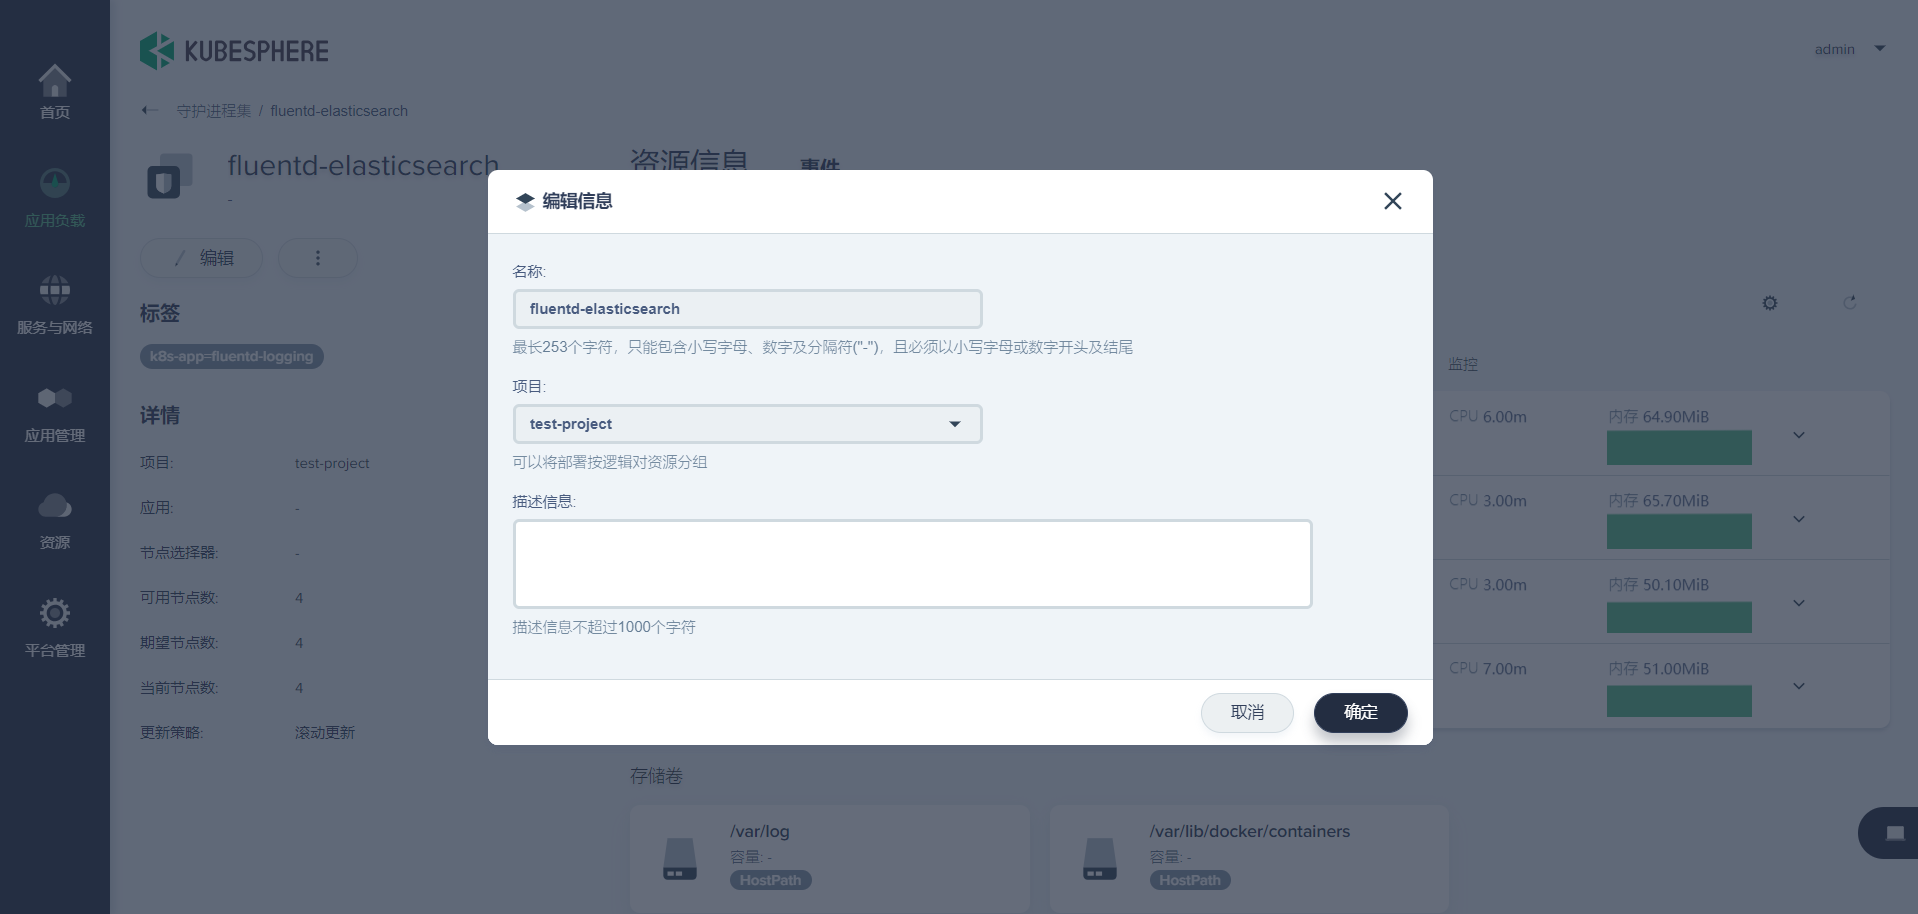 KUBESPHERE
admin
首页
应用负载
服务与网络
应用管理
资源
平台管理
守护进程集 / fluentd-elasticsearch
fluentd-elasticsearch
-
编辑
标签
k8s-app=fluentd-logging
详情
项目: test-project
应用: -
节点选择器: -
可用节点数: 4
期望节点数: 4
当前节点数: 4
更新策略: 滚动更新
资源信息 事件
编辑信息
名称:
fluentd-elasticsearch
最长253个字符，只能包含小写字母、数字及分隔符("-")，且必须以小写字母或数字开头及结尾
项目:
test-project
可以将部署按逻辑对资源分组
描述信息:
描述信息不超过1000个字符
取消 确定
监控
CPU 6.00m 内存 64.90MiB
CPU 3.00m 内存 65.70MiB
CPU 3.00m 内存 50.10MiB
CPU 7.00m 内存 51.00MiB
存储卷
/var/log
容量: -
HostPath
/var/lib/docker/containers
容量: -
HostPath